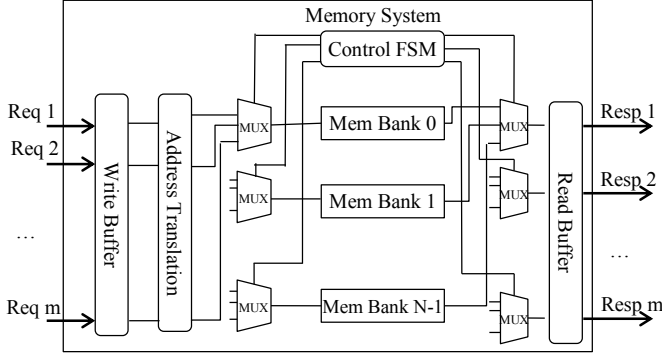 Memory System
Control FSM
Req 1
Req 2
...
Req m
Write Buffer
Address Translation
MUX
MUX
MUX
Mem Bank 0
Mem Bank 1
Mem Bank N-1
MUX
MUX
MUX
Read Buffer
Resp 1
Resp 2
...
Resp m